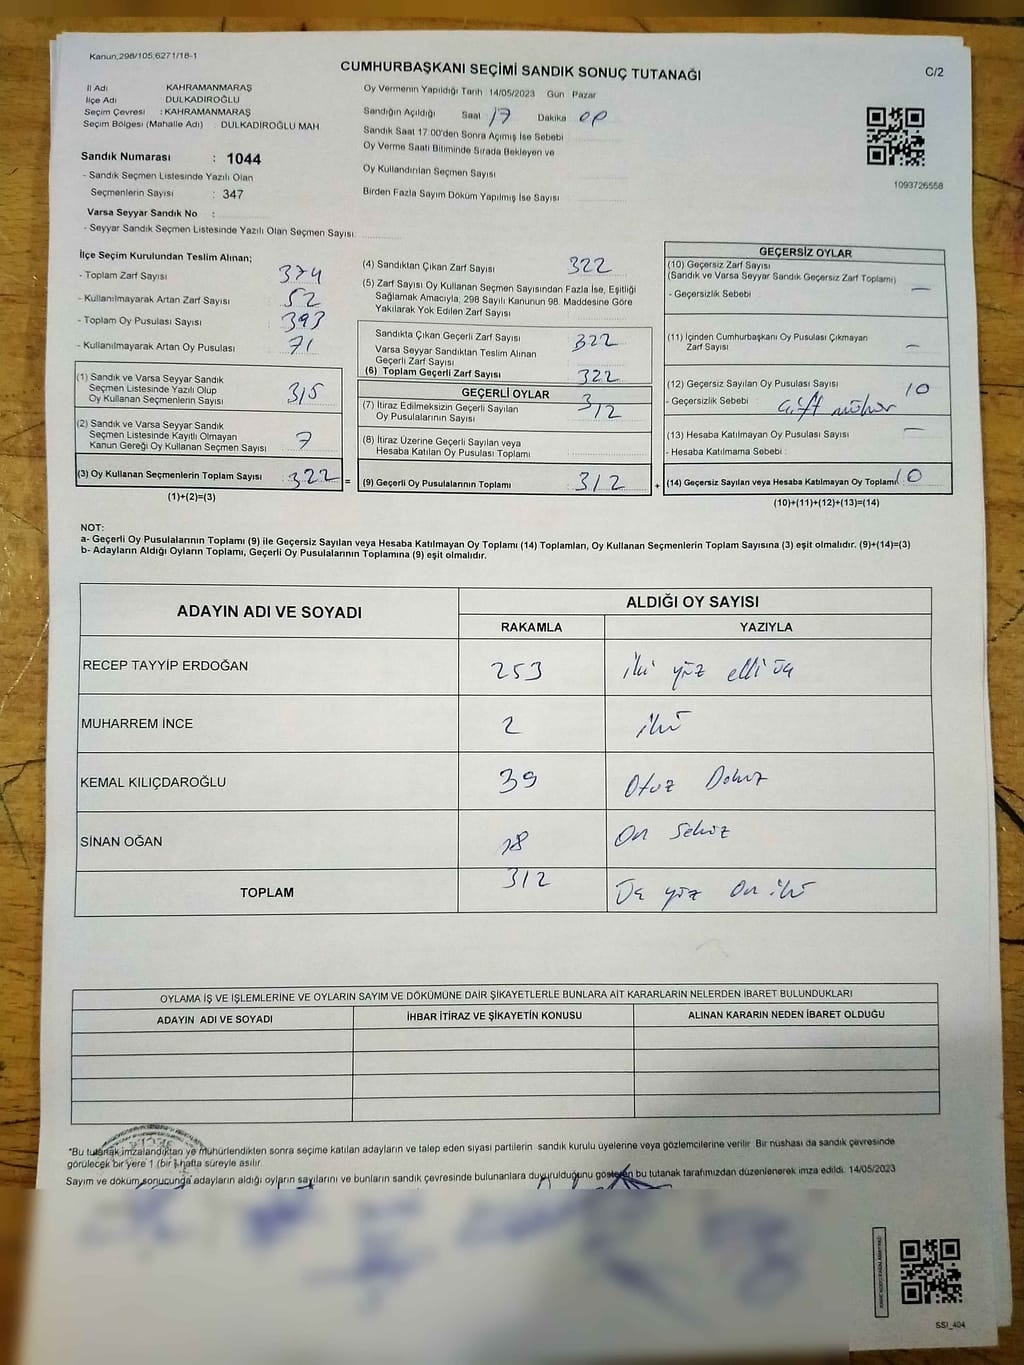 Kanun;298/105;6271/18-1
CUMHURBAŞKANI SEÇİMİ SANDIK SONUÇ TUTANAĞI
C/2
İl Adı KAHRAMANMARAŞ
İlçe Adı DULKADİROĞLU
Seçim Çevresi : KAHRAMANMARAŞ
Seçim Bölgesi (Mahalle Adı) : DULKADİROĞLU MAH
Oy Vermenin Yapıldığı Tarih 14/05/2023 Gün Pazar
Sandığın Açıldığı Saat 17 Dakika 00
Sandık Saat 17:00'den Sonra Açımış İse Sebebi
Oy Verme Saati Bitiminde Sırada Bekleyen ve
Oy Kullandırılan Seçmen Sayısı
Birden Fazla Sayım Döküm Yapılmış İse Sayısı
1093726558
Sandık Numarası : 1044
- Sandık Seçmen Listesinde Yazılı Olan
Seçmenlerin Sayısı : 347
Varsa Seyyar Sandık No :
- Seyyar Sandık Seçmen Listesinde Yazılı Olan Seçmen Sayısı:
İlçe Seçim Kurulundan Teslim Alınan;
- Toplam Zarf Sayısı 374
- Kullanılmayarak Artan Zarf Sayısı 52
- Toplam Oy Pusulası Sayısı 393
- Kullanılmayarak Artan Oy Pusulası 71
(1) Sandık ve Varsa Seyyar Sandık
Seçmen Listesinde Yazılı Olup
Oy Kullanan Seçmenlerin Sayısı 315
(2) Sandık ve Varsa Seyyar Sandık
Seçmen Listesinde Kayıtlı Olmayan
Kanun Gereği Oy Kullanan Seçmen Sayısı 7
(3) Oy Kullanan Seçmenlerin Toplam Sayısı 322 =
(1)+(2)=(3)
(4) Sandıktan Çıkan Zarf Sayısı 322
(5) Zarf Sayısı Oy Kullanan Seçmen Sayısından Fazla İse, Eşitliği
Sağlamak Amacıyla, 298 Sayılı Kanunun 98. Maddesine Göre
Yakılarak Yok Edilen Zarf Sayısı
Sandıkta Çıkan Geçerli Zarf Sayısı 322
Varsa Seyyar Sandıktan Teslim Alınan
Geçerli Zarf Sayısı
(6) Toplam Geçerli Zarf Sayısı 322
GEÇERLİ OYLAR
(7) İtiraz Edilmeksizin Geçerli Sayılan
Oy Pusulalarının Sayısı 312
(8) İtiraz Üzerine Geçerli Sayılan veya
Hesaba Katılan Oy Pusulası Toplamı
(9) Geçerli Oy Pusulalarının Toplamı 312 +
GEÇERSİZ OYLAR
(10) Geçersiz Zarf Sayısı
(Sandık ve Varsa Seyyar Sandık Geçersiz Zarf Toplamı)
- Geçersizlik Sebebi —
(11) İçinden Cumhurbaşkanı Oy Pusulası Çıkmayan
Zarf Sayısı —
(12) Geçersiz Sayılan Oy Pusulası Sayısı 10
- Geçersizlik Sebebi : çift mühür
(13) Hesaba Katılmayan Oy Pusulası Sayısı —
- Hesaba Katılmama Sebebi :
(14) Geçersiz Sayılan veya Hesaba Katılmayan Oy Toplamı 10
(10)+(11)+(12)+(13)=(14)
NOT:
a- Geçerli Oy Pusulalarının Toplamı (9) ile Geçersiz Sayılan veya Hesaba Katılmayan Oy Toplamı (14) Toplamları, Oy Kullanan Seçmenlerin Toplam Sayısına (3) eşit olmalıdır. (9)+(14)=(3)
b- Adayların Aldığı Oyların Toplamı, Geçerli Oy Pusulalarının Toplamına (9) eşit olmalıdır.
ADAYIN ADI VE SOYADI ALDIĞI OY SAYISI
RAKAMLA YAZIYLA
RECEP TAYYİP ERDOĞAN 253 iki yüz elli üç
MUHARREM İNCE 2 iki
KEMAL KILIÇDAROĞLU 39 Otuz Dokuz
SİNAN OĞAN 18 On Sekiz
TOPLAM 312 Üç yüz On iki
OYLAMA İŞ VE İŞLEMLERİNE VE OYLARIN SAYIM VE DÖKÜMÜNE DAİR ŞİKAYETLERLE BUNLARA AİT KARARLARIN NELERDEN İBARET BULUNDUKLARI
ADAYIN ADI VE SOYADI İHBAR İTİRAZ VE ŞİKAYETİN KONUSU ALINAN KARARIN NEDEN İBARET OLDUĞU
*Bu tutanak imzalandıktan ve mühürlendikten sonra seçime katılan adayların ve talep eden siyasi partilerin sandık kurulu üyelerine veya gözlemcilerine verilir. Bir nüshası da sandık çevresinde
görülecek bir yere 1 (bir) hafta süreyle asılır.
Sayım ve döküm sonucunda adayların aldığı oyların sayılarını ve bunların sandık çevresinde bulunanlara duyurulduğunu gösteren bu tutanak tarafımızdan düzenlenerek imza edildi. 14/05/2023
SSI_404